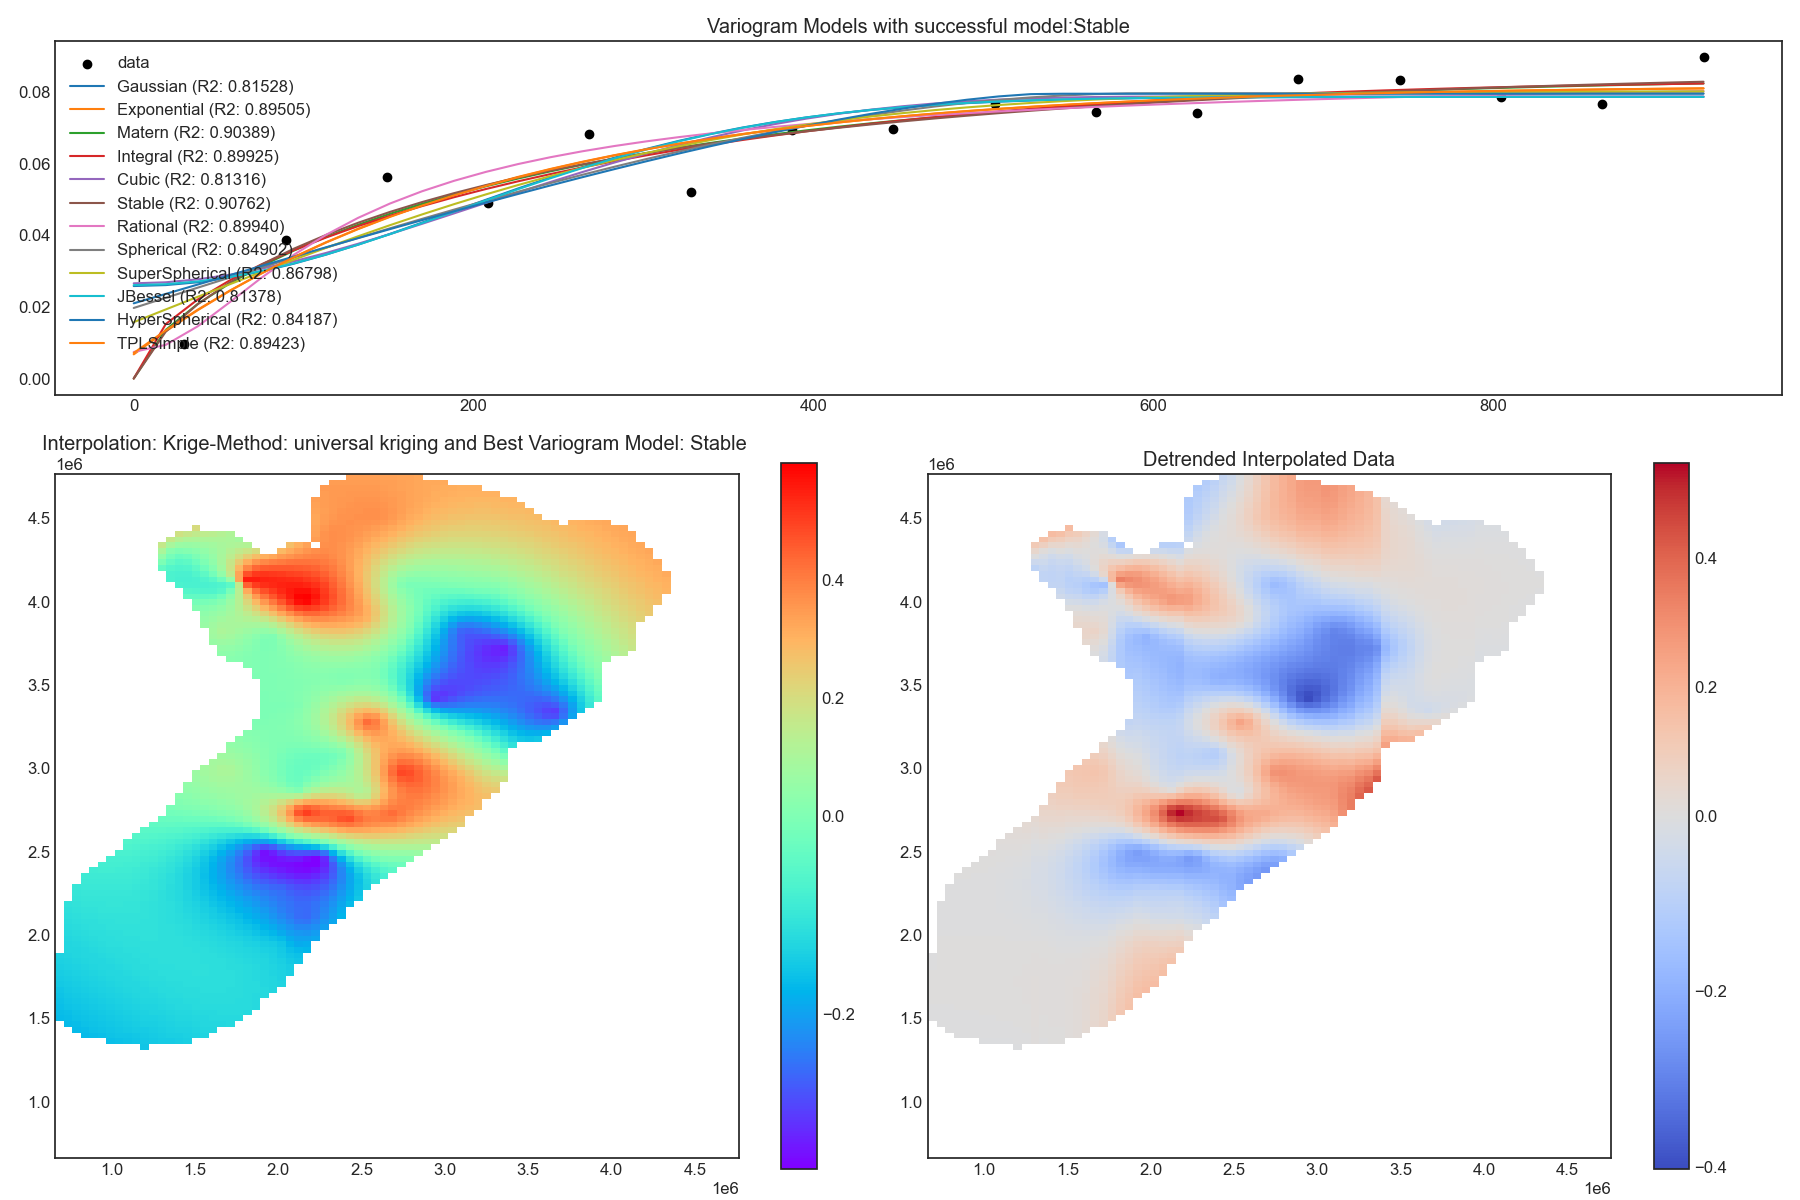 Variogram Models with successful model:Stable
data
Gaussian (R2: 0.81528)
Exponential (R2: 0.89505)
Matern (R2: 0.90389)
Integral (R2: 0.89925)
Cubic (R2: 0.81316)
Stable (R2: 0.90762)
Rational (R2: 0.89940)
Spherical (R2: 0.84902)
SuperSpherical (R2: 0.86798)
JBessel (R2: 0.81378)
HyperSpherical (R2: 0.84187)
TPLSimple (R2: 0.89423)
0.08
0.06
0.04
0.02
0.00
0 200 400 600 800
Interpolation: Krige-Method: universal kriging and Best Variogram Model: Stable
1e6
4.5
4.0
3.5
3.0
2.5
2.0
1.5
1.0
1.0 1.5 2.0 2.5 3.0 3.5 4.0 4.5
1e6
0.4
0.2
0.0
−0.2
Detrended Interpolated Data
1e6
4.5
4.0
3.5
3.0
2.5
2.0
1.5
1.0
1.0 1.5 2.0 2.5 3.0 3.5 4.0 4.5
1e6
0.4
0.2
0.0
−0.2
−0.4